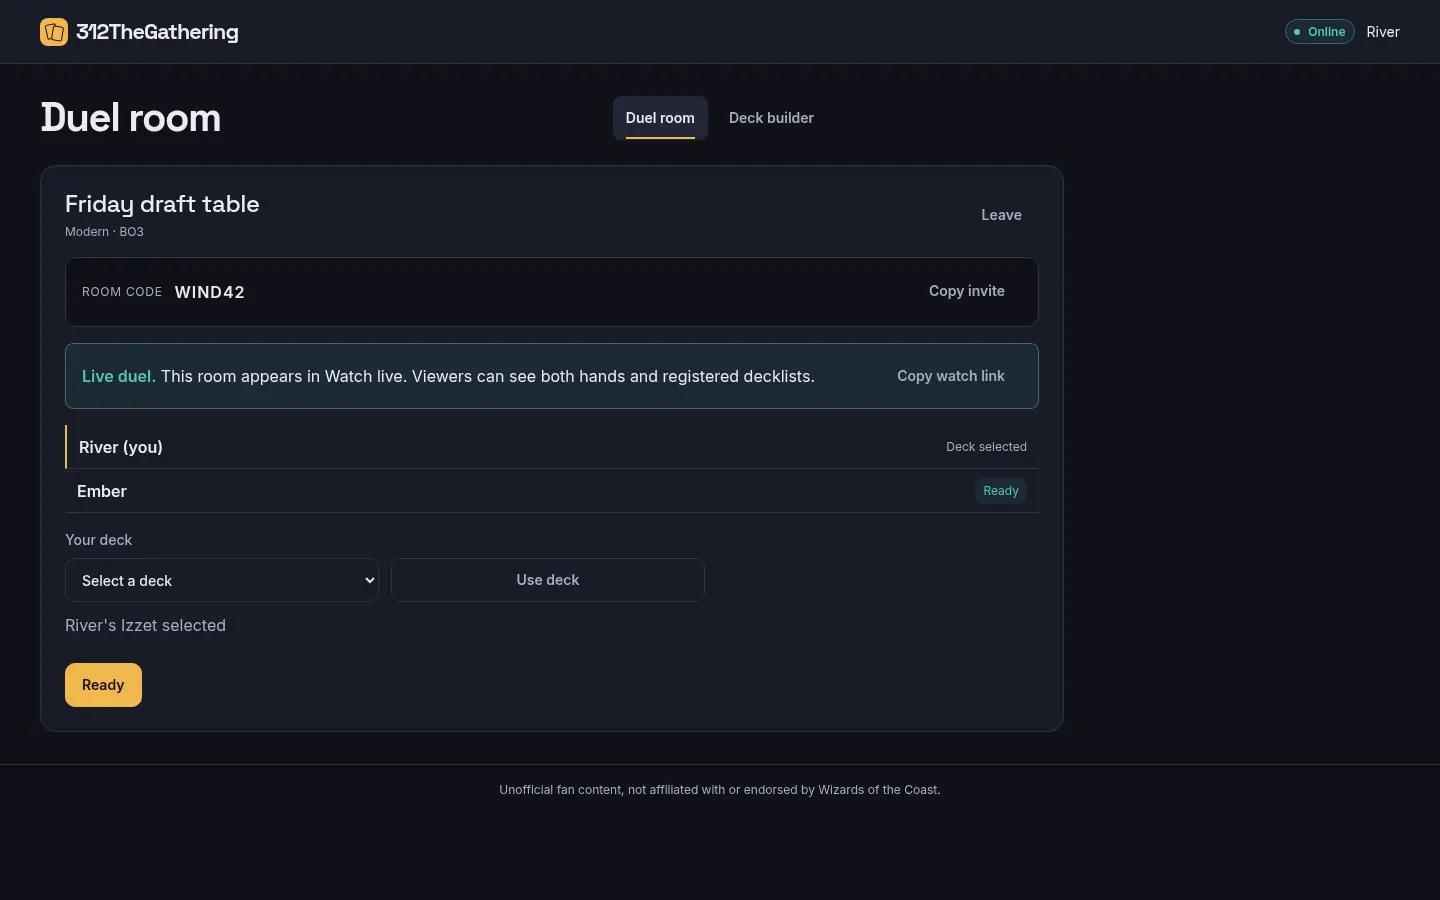 312TheGathering
Online River
Duel room
Duel room Deck builder
Friday draft table
Modern · BO3
Leave
ROOM CODE WIND42
Copy invite
Live duel. This room appears in Watch live. Viewers can see both hands and registered decklists.
Copy watch link
River (you)
Deck selected
Ember
Ready
Your deck
Select a deck
Use deck
River's Izzet selected
Ready
Unofficial fan content, not affiliated with or endorsed by Wizards of the Coast.